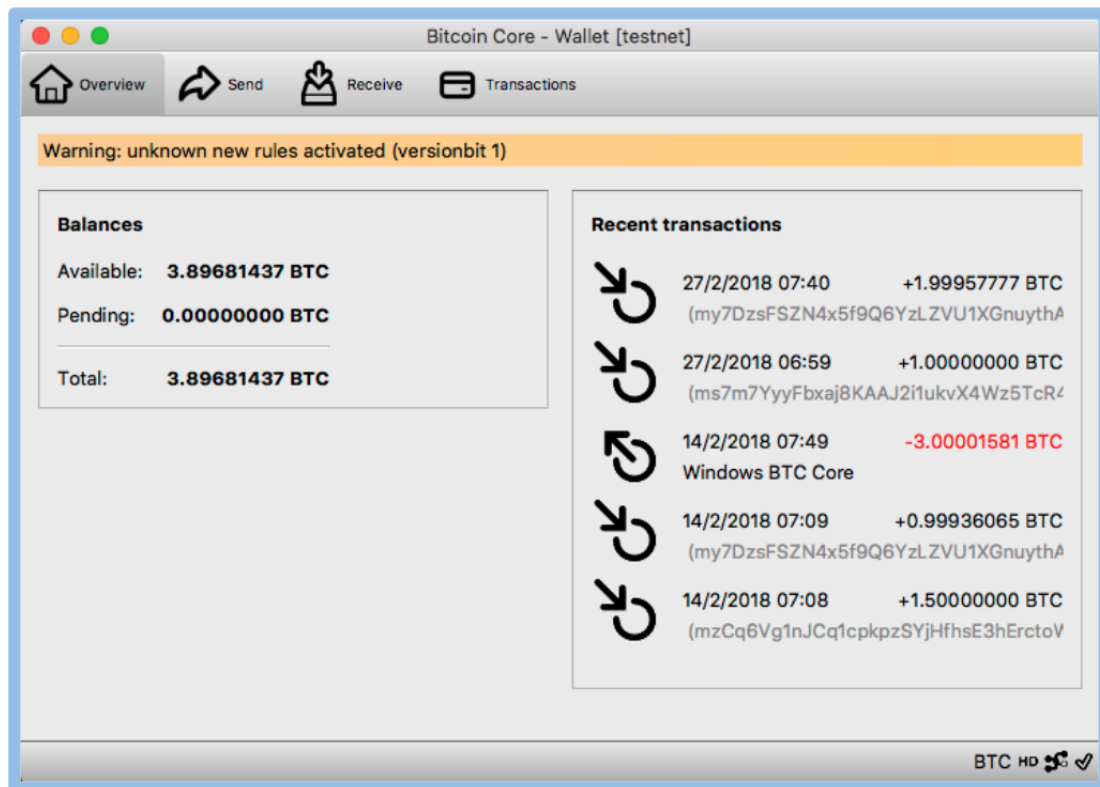 Bitcoin Core - Wallet [testnet]
Overview Send Receive Transactions
Warning: unknown new rules activated (versionbit 1)
Balances
Available: 3.89681437 BTC
Pending: 0.00000000 BTC
Total: 3.89681437 BTC
Recent transactions
27/2/2018 07:40 +1.99957777 BTC
(my7DzsFSZN4x5f9Q6YzLZVU1XGnuythA
27/2/2018 06:59 +1.00000000 BTC
(ms7m7YyyFbxaj8KAAJ2i1ukvX4Wz5TcR4
14/2/2018 07:49 -3.00001581 BTC
Windows BTC Core
14/2/2018 07:09 +0.99936065 BTC
(my7DzsFSZN4x5f9Q6YzLZVU1XGnuythA
14/2/2018 07:08 +1.50000000 BTC
(mzCq6Vg1nJCq1cpkpzSYjHfhsE3hErctoW
BTC HD